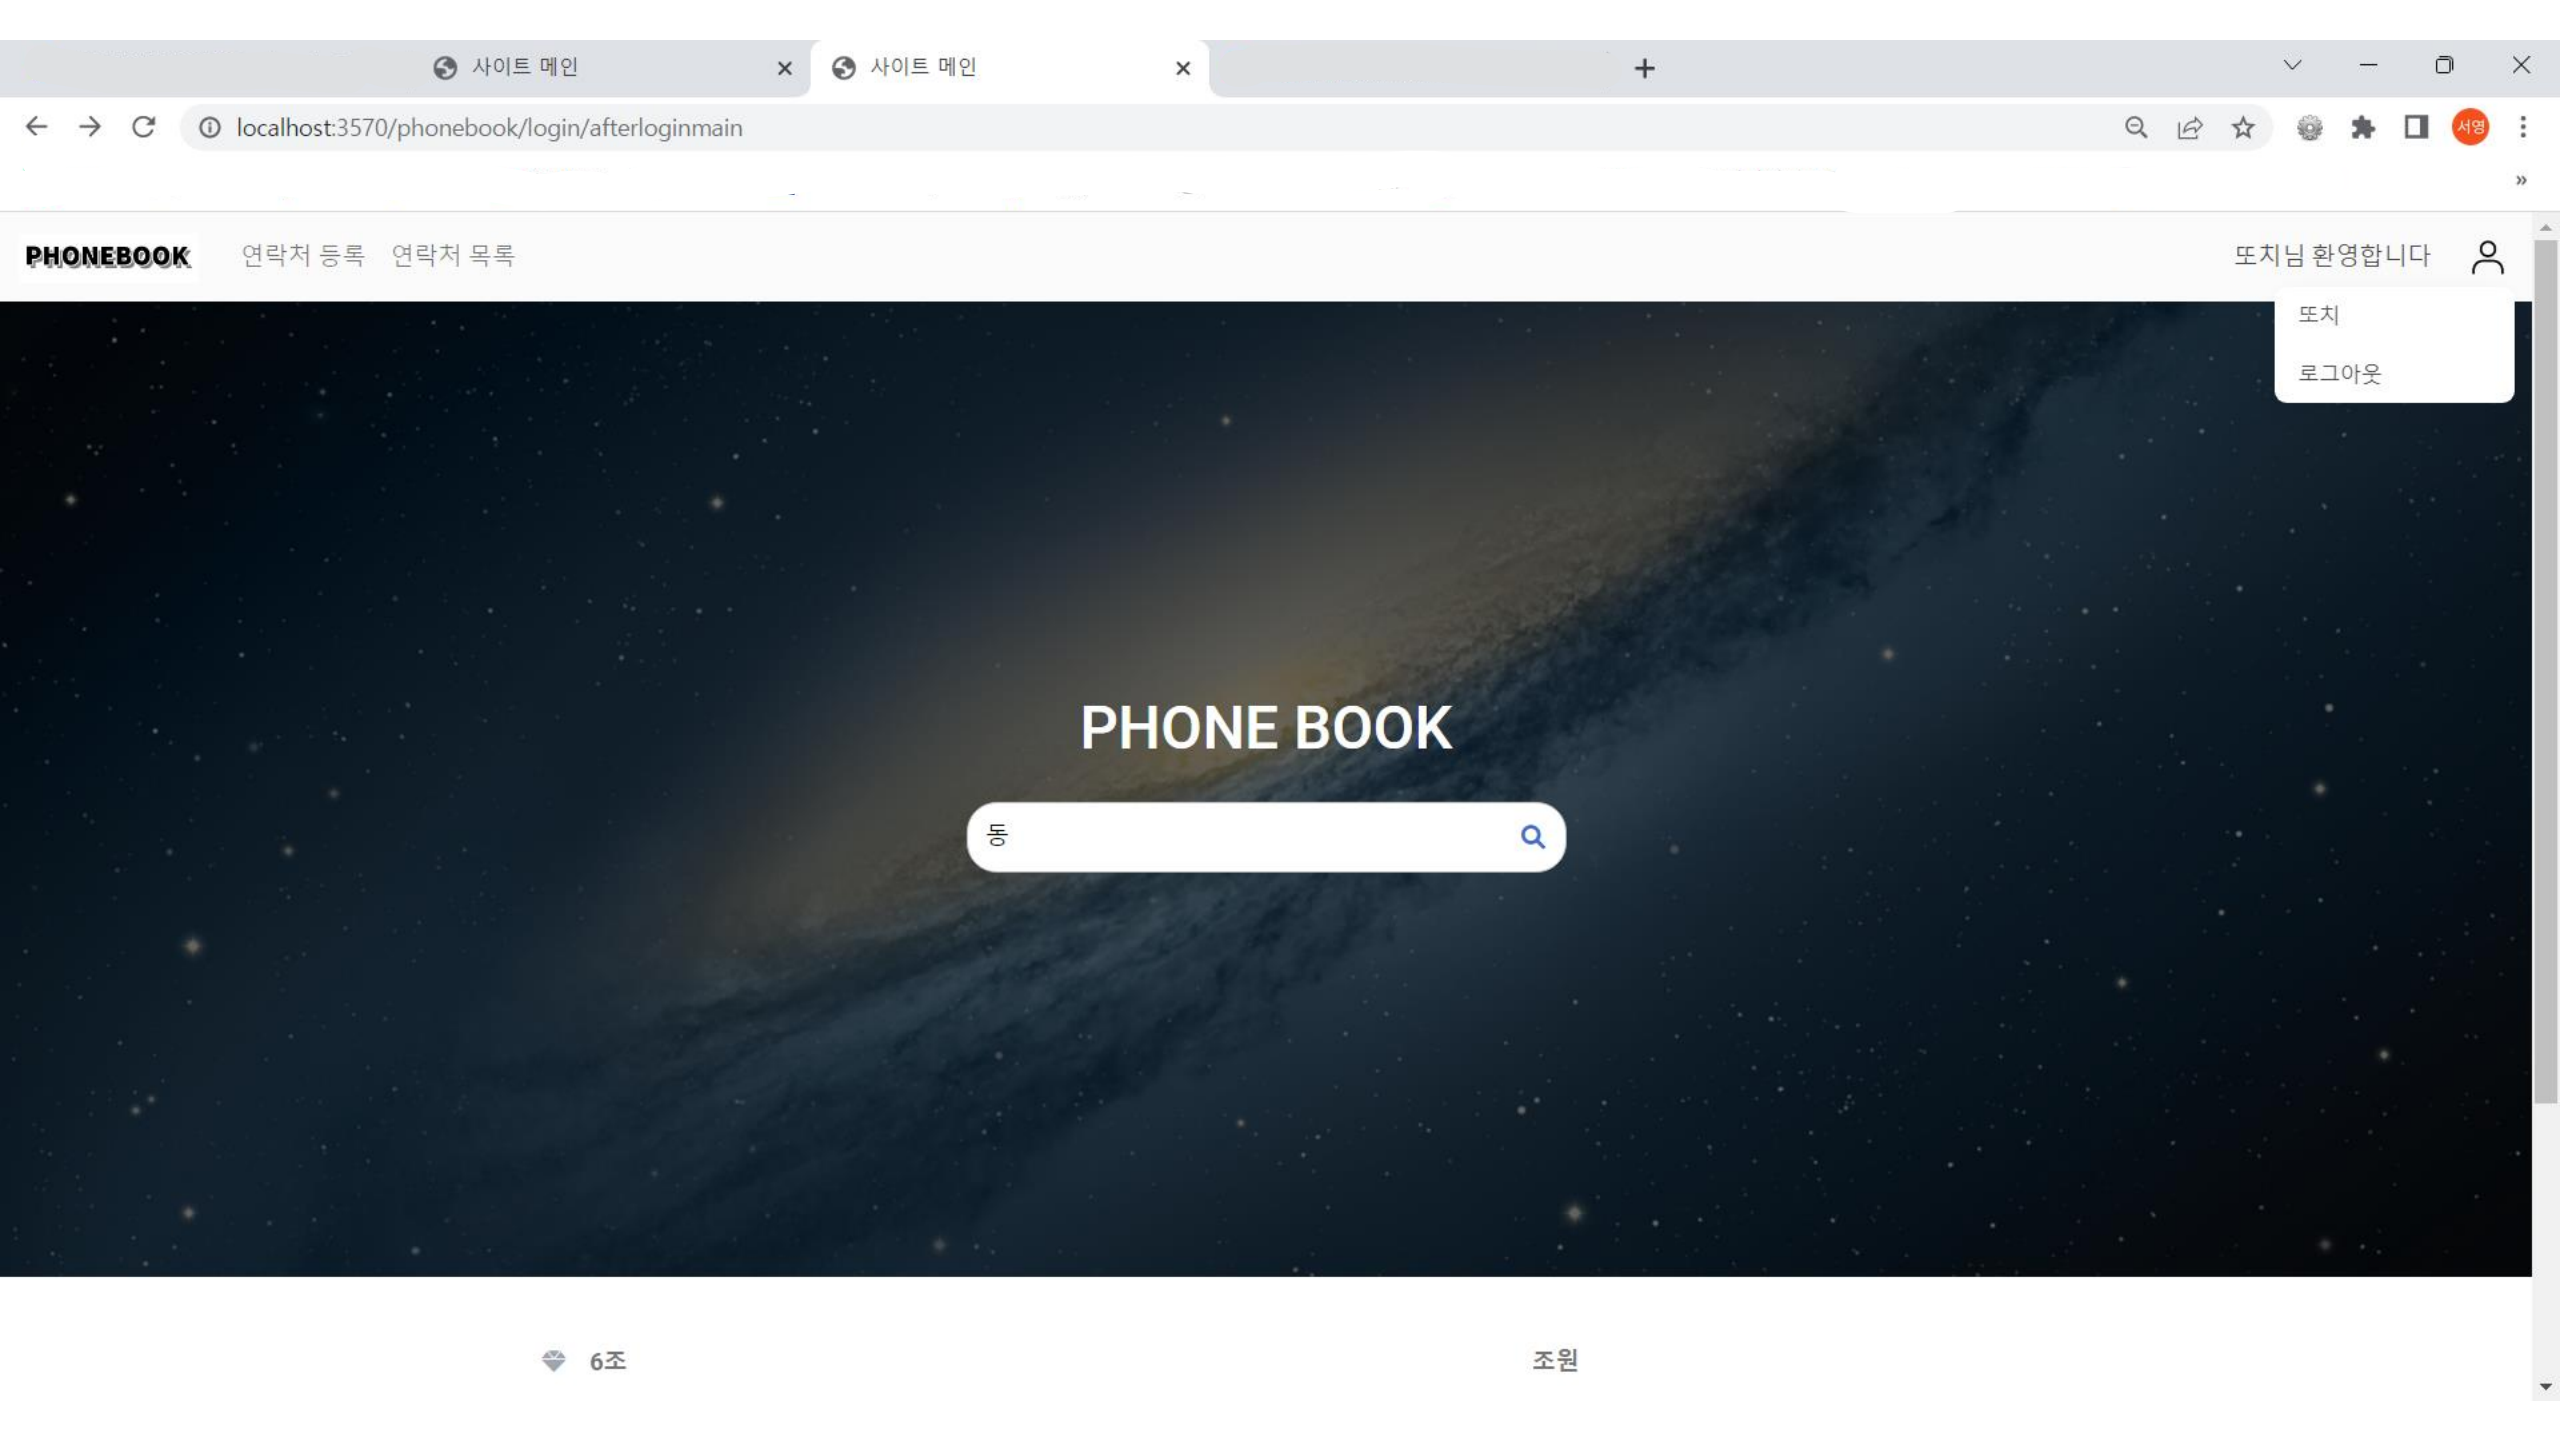 사이트 메인
사이트 메인
localhost:3570/phonebook/login/afterloginmain
서영
»
PHONEBOOK 연락처 등록 연락처 목록 또치님 환영합니다
또치
로그아웃
PHONE BOOK
동
6조 조원